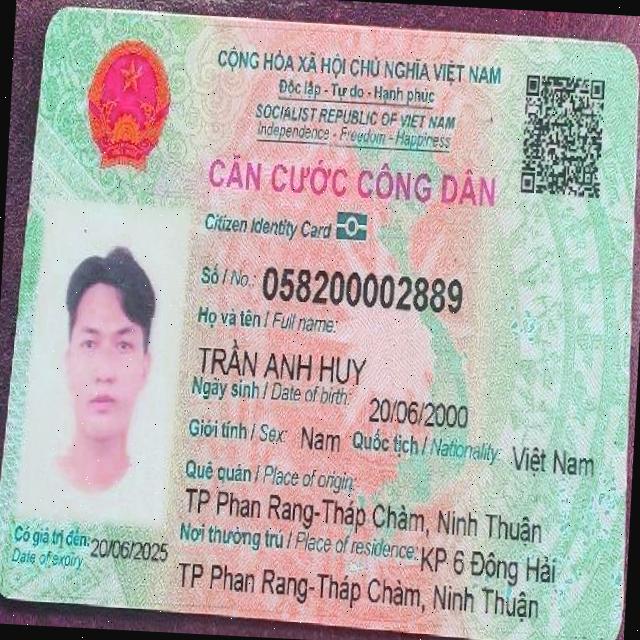 CỘNG HÒA XÃ HỘI CHỦ NGHĨA VIỆT NAM
Độc lập - Tự do - Hạnh phúc
SOCIALIST REPUBLIC OF VIET NAM
Independence - Freedom - Happiness
CĂN CƯỚC CÔNG DÂN
Citizen Identity Card
Số / No.: 058200002889
Họ và tên / Full name:
TRẦN ANH HUY
Ngày sinh / Date of birth: 20/06/2000
Giới tính / Sex: Nam Quốc tịch / Nationality: Việt Nam
Quê quán / Place of origin:
TP Phan Rang-Tháp Chàm, Ninh Thuận
Nơi thường trú / Place of residence: KP 6 Đông Hải
TP Phan Rang-Tháp Chàm, Ninh Thuận
Có giá trị đến: 20/06/2025
Date of expiry